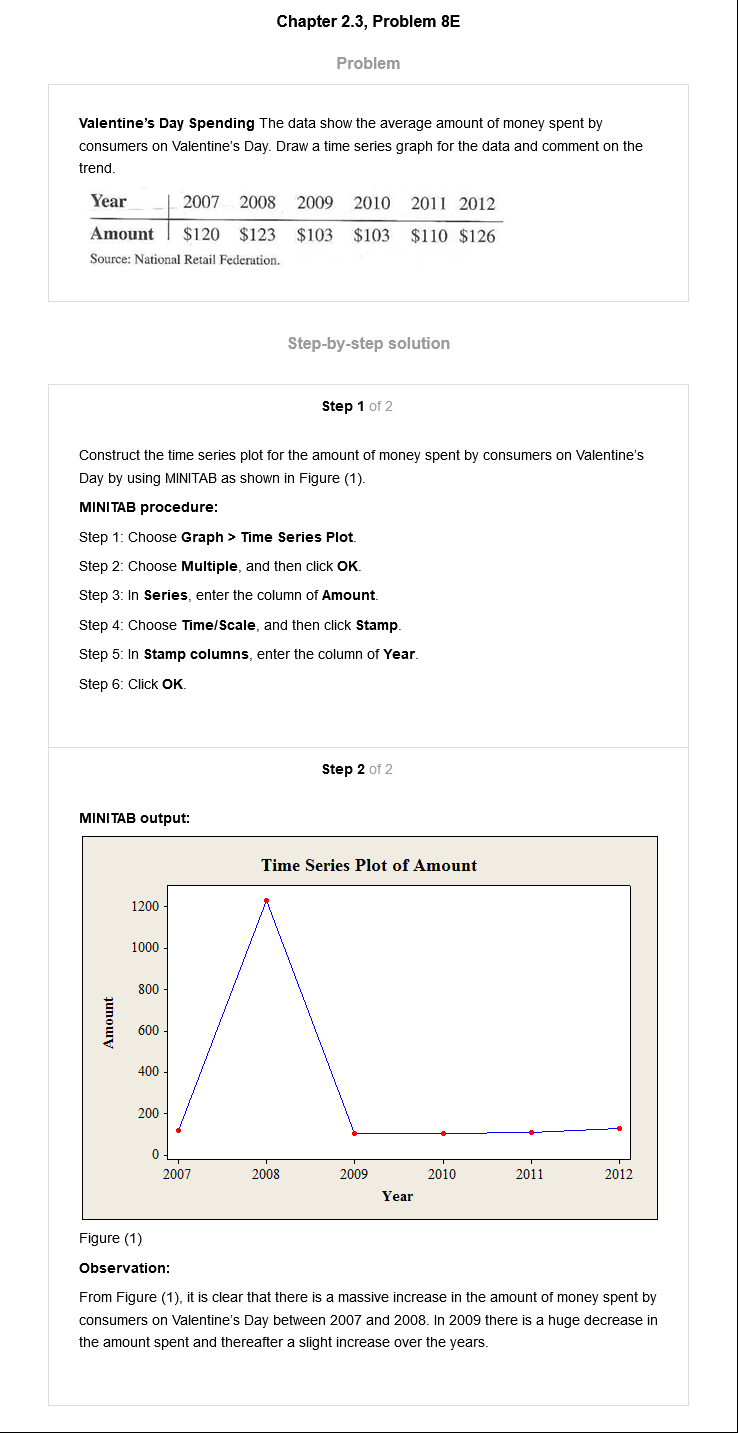 Chapter 2.3, Problem 8E
Problem
Valentine's Day Spending The data show the average amount of money spent by
consumers on Valentine's Day. Draw a time series graph for the data and comment on the
trend.
Year 2007 2008 2009 2010 2011 2012
Amount $120 $123 $103 $103 $110 $126
Source: National Retail Federation.
Step-by-step solution
Step 1 of 2
Construct the time series plot for the amount of money spent by consumers on Valentine's
Day by using MINITAB as shown in Figure (1).
MINITAB procedure:
Step 1: Choose Graph > Time Series Plot.
Step 2: Choose Multiple, and then click OK.
Step 3: In Series, enter the column of Amount.
Step 4: Choose Time/Scale, and then click Stamp.
Step 5: In Stamp columns, enter the column of Year.
Step 6: Click OK.
Step 2 of 2
MINITAB output:
Time Series Plot of Amount
1200
1000
800
600
400
200
0
Amount
2007 2008 2009 2010 2011 2012
Year
Figure (1)
Observation:
From Figure (1), it is clear that there is a massive increase in the amount of money spent by
consumers on Valentine's Day between 2007 and 2008. In 2009 there is a huge decrease in
the amount spent and thereafter a slight increase over the years.